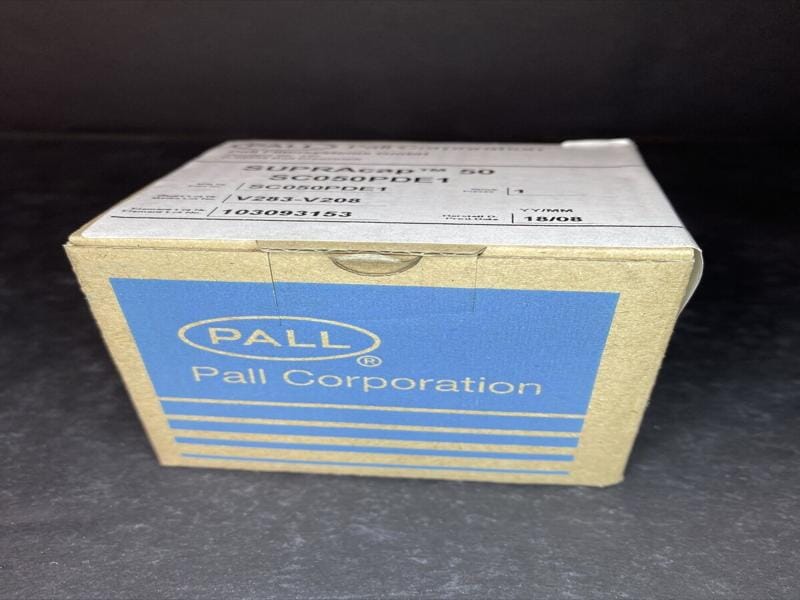 PALL Pall Corporation
SUPRAcap™ 50
SC050PDE1
SC050PDE1
1
V283-V208
YY/MM
103093153
18/08
PALL®
Pall Corporation